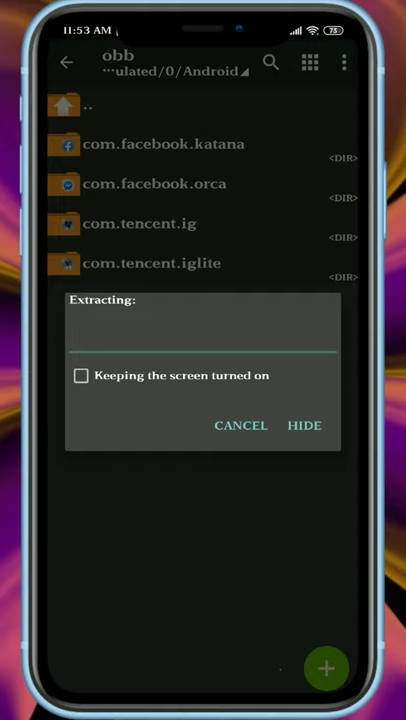 11:53 AM
75
obb
···ulated/0/Android
..
com.facebook.katana
<DIR>
com.facebook.orca
<DIR>
com.tencent.ig
<DIR>
com.tencent.iglite
<DIR>
Extracting:
Keeping the screen turned on
CANCEL HIDE